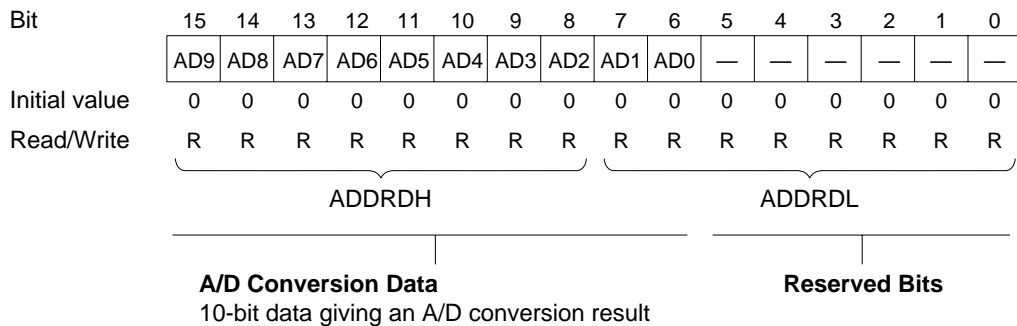 Bit 15 14 13 12 11 10 9 8 7 6 5 4 3 2 1 0
AD9 AD8 AD7 AD6 AD5 AD4 AD3 AD2 AD1 AD0 — — — — — —
Initial value 0 0 0 0 0 0 0 0 0 0 0 0 0 0 0 0
Read/Write R R R R R R R R R R R R R R R R
ADDRDH ADDRDL
A/D Conversion Data Reserved Bits
10-bit data giving an A/D conversion result